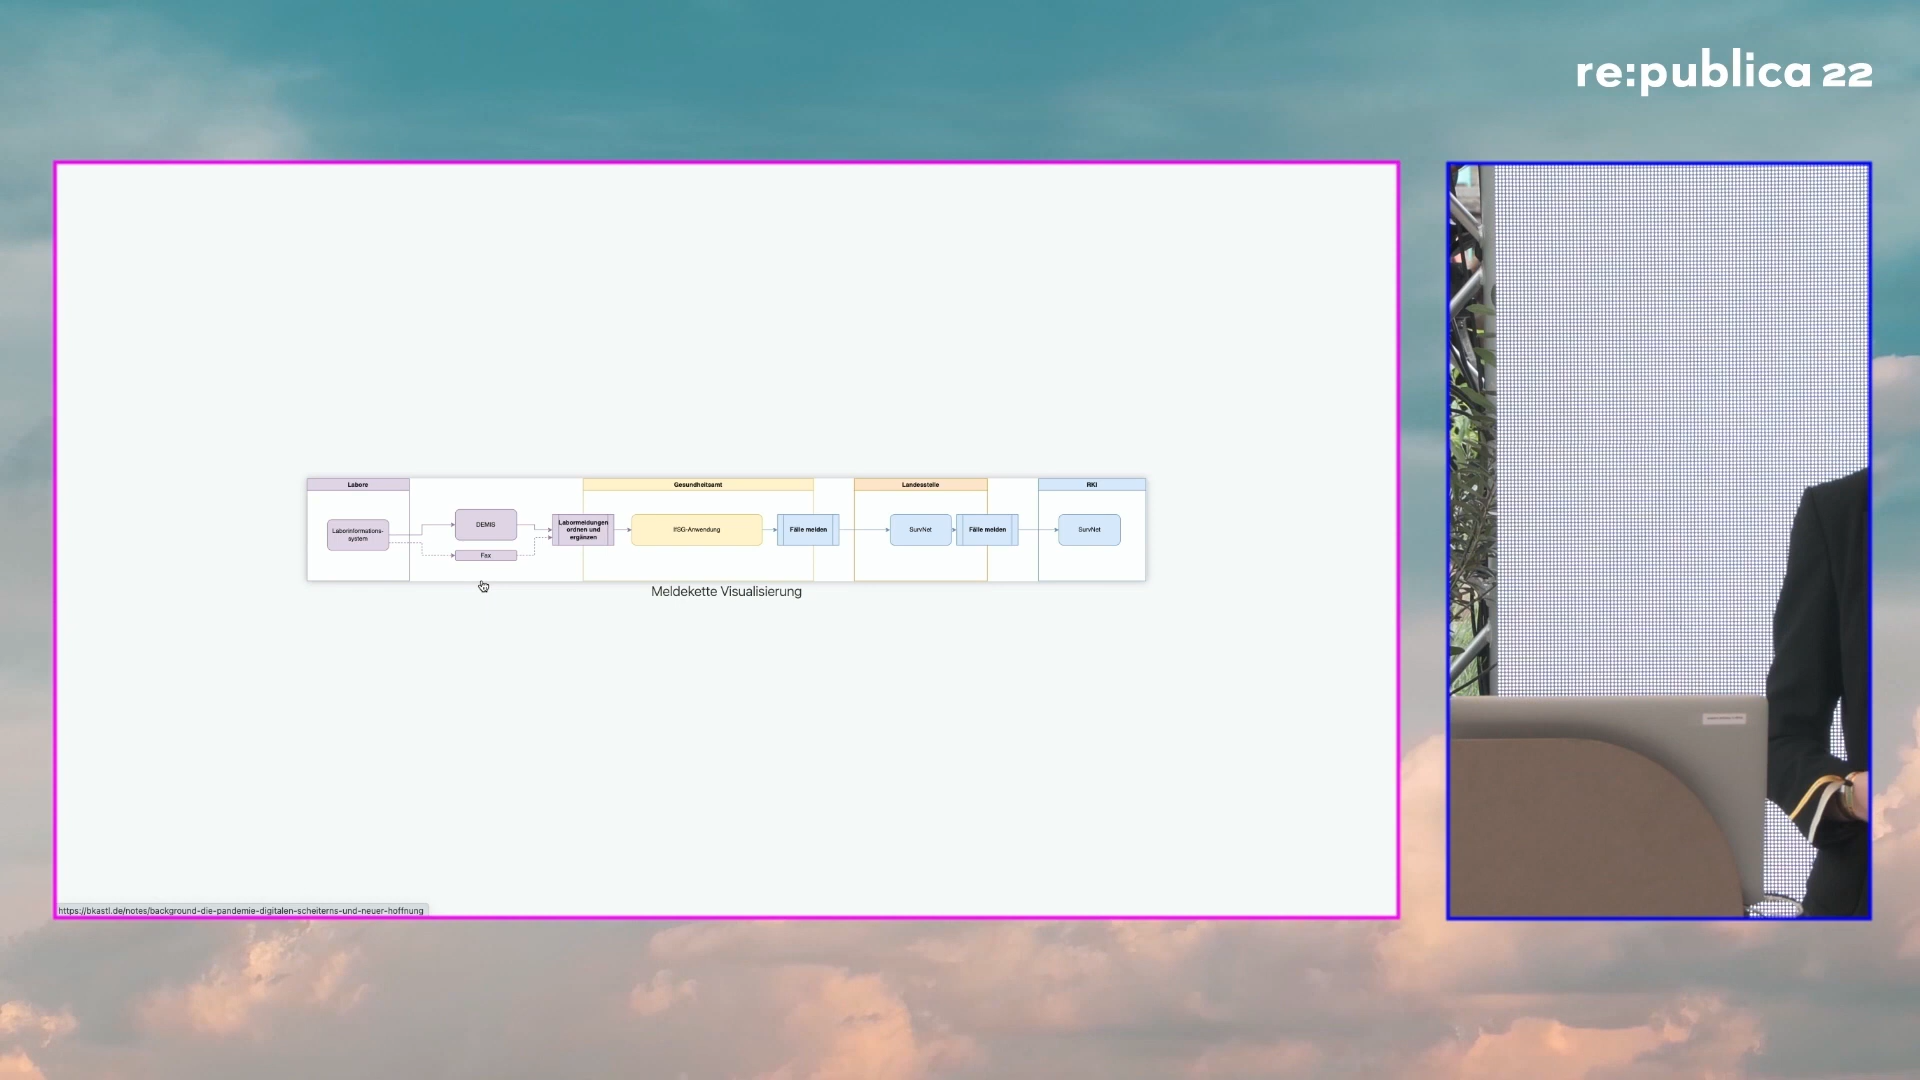 re:publica 22
Labore
Gesundheitsamt
Landesstelle
RKI
Laborinformations-
system
DEMIS
Fax
Labormeldungen
ordnen und
ergänzen
IfSG-Anwendung
Fälle melden
SurvNet
Fälle melden
SurvNet
Meldekette Visualisierung
https://bkastl.de/notes/background-die-pandemie-digitalen-scheiterns-und-neuer-hoffnung